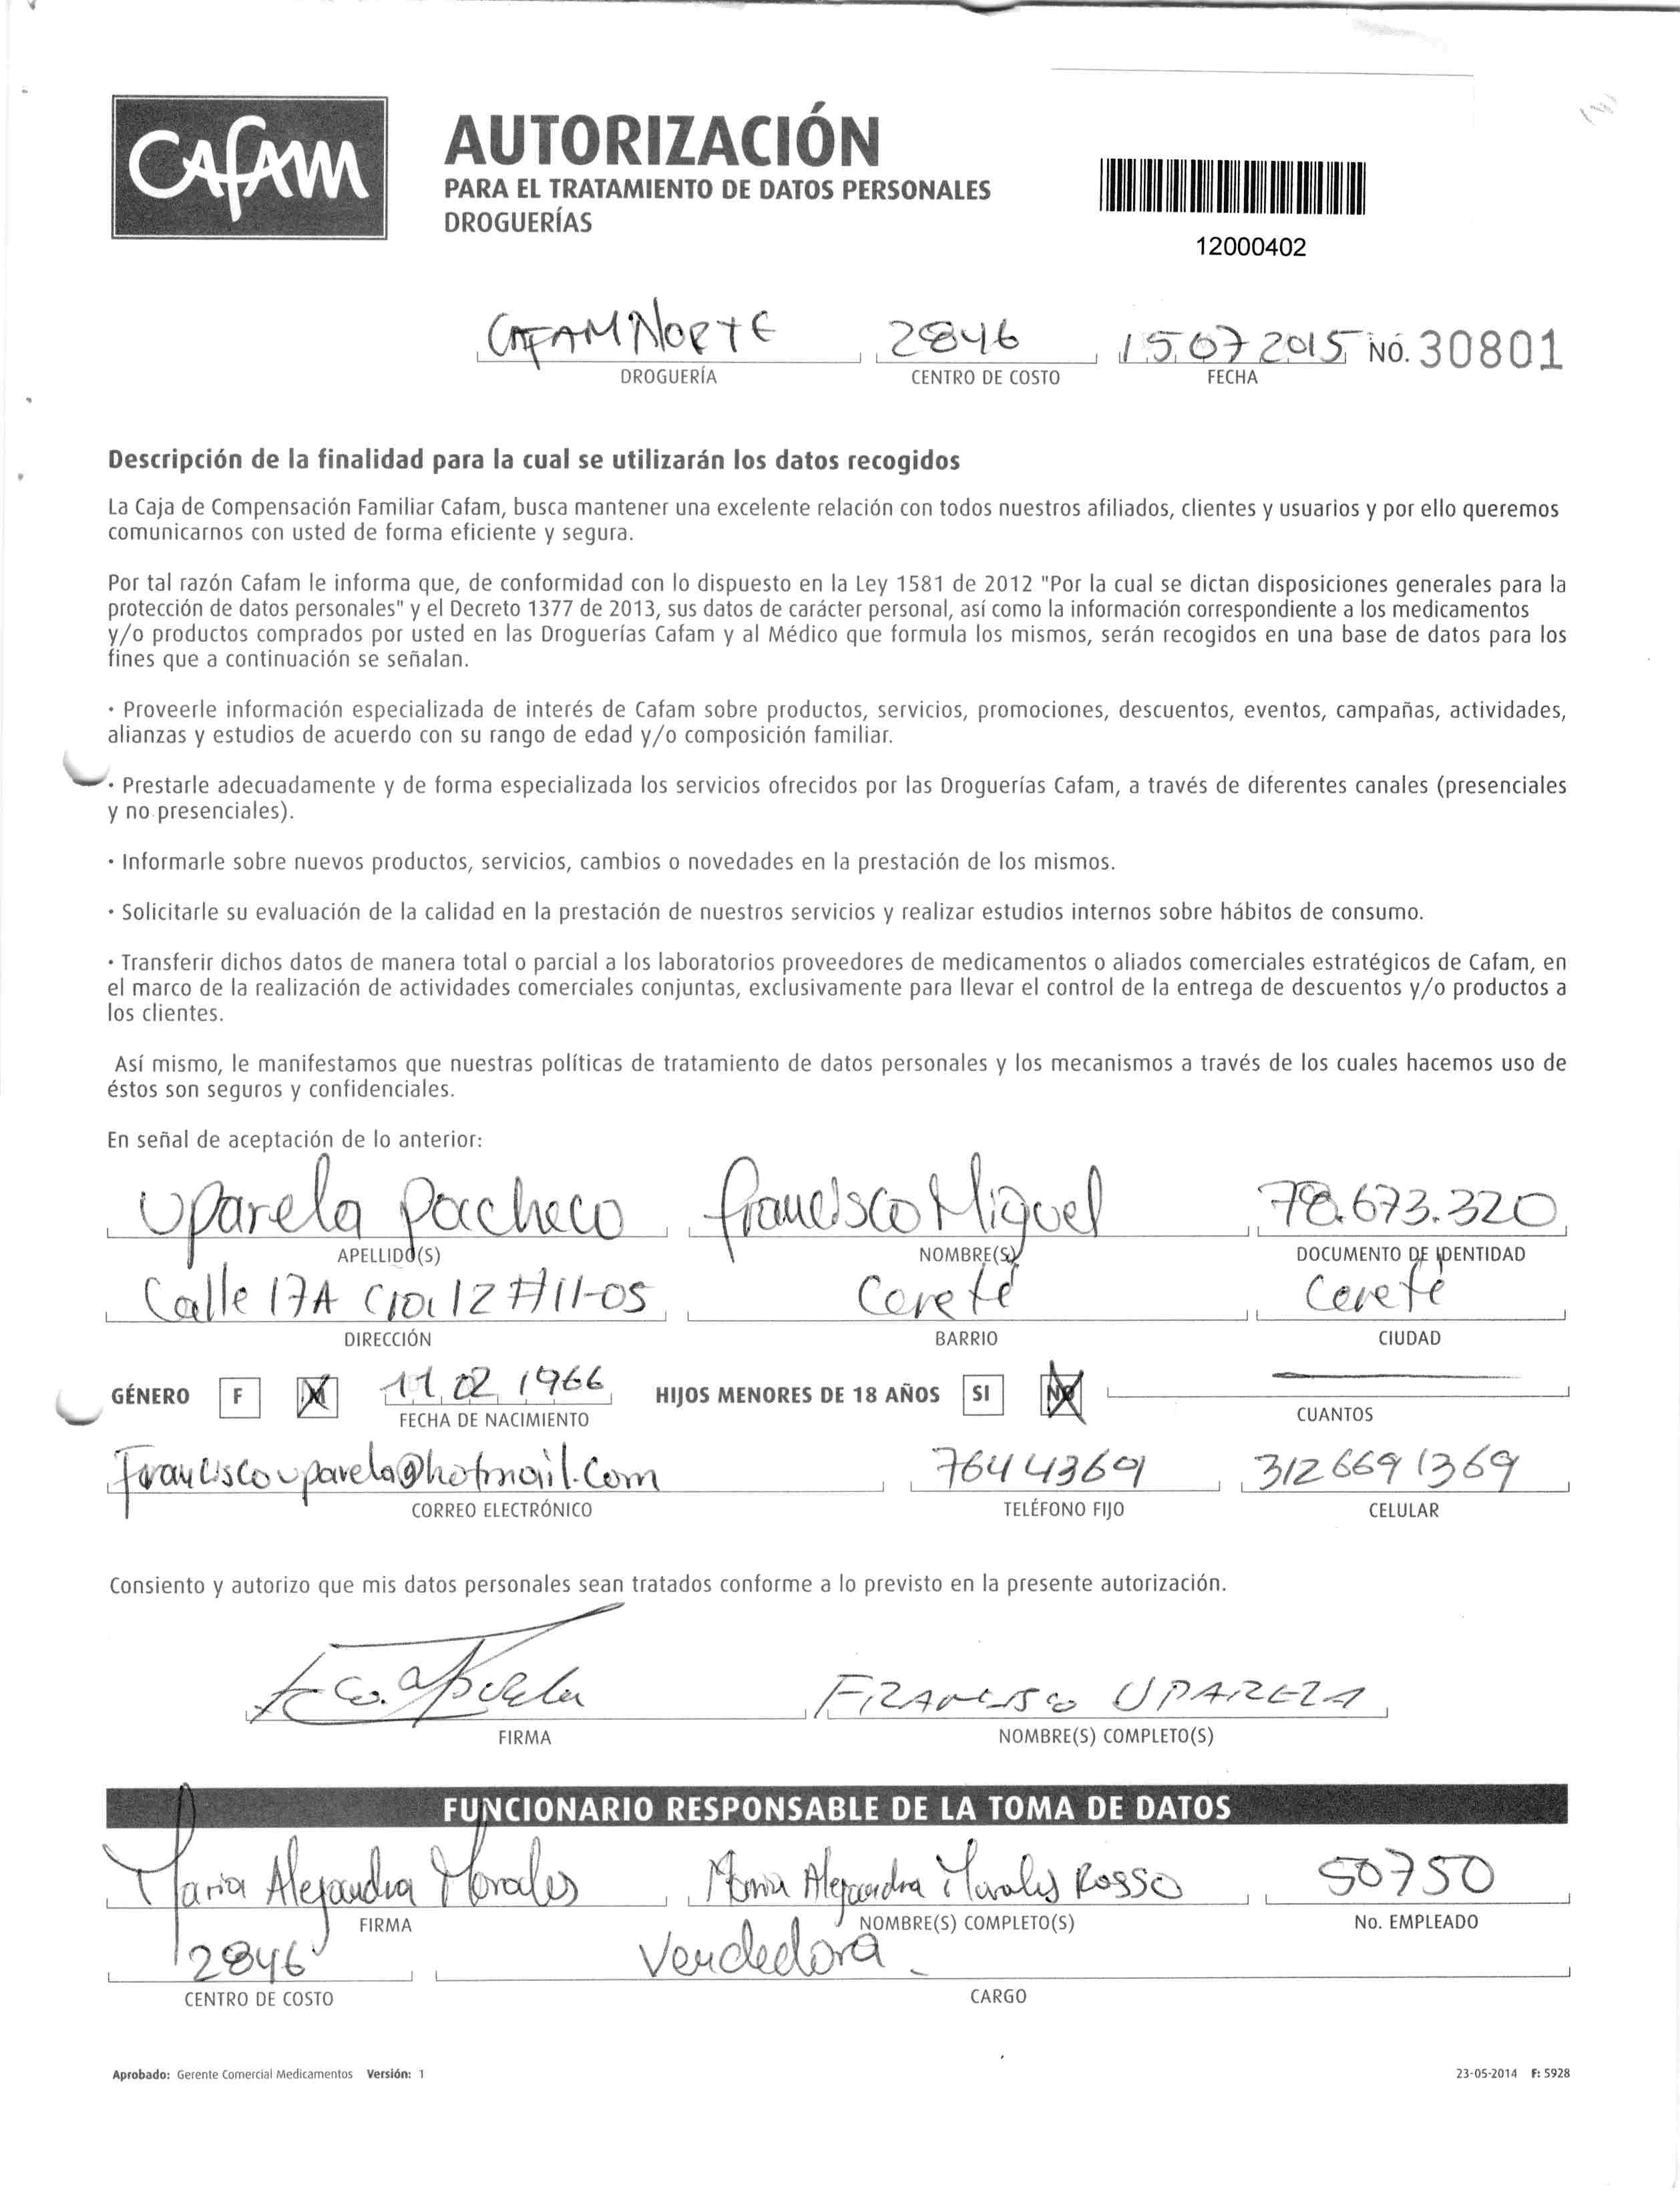 CAFAM
AUTORIZACIÓN
PARA EL TRATAMIENTO DE DATOS PERSONALES
DROGUERÍAS
12000402
CAFAM NORTE 2846 15 07 2015 NO. 30801
DROGUERÍA CENTRO DE COSTO FECHA
Descripción de la finalidad para la cual se utilizarán los datos recogidos
La Caja de Compensación Familiar Cafam, busca mantener una excelente relación con todos nuestros afiliados, clientes y usuarios y por ello queremos
comunicarnos con usted de forma eficiente y segura.
Por tal razón Cafam le informa que, de conformidad con lo dispuesto en la Ley 1581 de 2012 "Por la cual se dictan disposiciones generales para la
protección de datos personales" y el Decreto 1377 de 2013, sus datos de carácter personal, así como la información correspondiente a los medicamentos
y/o productos comprados por usted en las Droguerías Cafam y al Médico que formula los mismos, serán recogidos en una base de datos para los
fines que a continuación se señalan.
· Proveerle información especializada de interés de Cafam sobre productos, servicios, promociones, descuentos, eventos, campañas, actividades,
alianzas y estudios de acuerdo con su rango de edad y/o composición familiar.
· Prestarle adecuadamente y de forma especializada los servicios ofrecidos por las Droguerías Cafam, a través de diferentes canales (presenciales
y no presenciales).
· Informarle sobre nuevos productos, servicios, cambios o novedades en la prestación de los mismos.
· Solicitarle su evaluación de la calidad en la prestación de nuestros servicios y realizar estudios internos sobre hábitos de consumo.
· Transferir dichos datos de manera total o parcial a los laboratorios proveedores de medicamentos o aliados comerciales estratégicos de Cafam, en
el marco de la realización de actividades comerciales conjuntas, exclusivamente para llevar el control de la entrega de descuentos y/o productos a
los clientes.
Así mismo, le manifestamos que nuestras políticas de tratamiento de datos personales y los mecanismos a través de los cuales hacemos uso de
éstos son seguros y confidenciales.
En señal de aceptación de lo anterior:
Uparela Pacheco Francisco Miguel 78.673.320
APELLIDO(S) NOMBRE(S) DOCUMENTO DE IDENTIDAD
Calle 17A Cra 12 #11-05 Cereté Cereté
DIRECCIÓN BARRIO CIUDAD
GÉNERO F M 11 02 1966 HIJOS MENORES DE 18 AÑOS SI NO
FECHA DE NACIMIENTO CUANTOS
Franciscouparela@hotmail.com 7644369 312 669 1369
CORREO ELECTRÓNICO TELÉFONO FIJO CELULAR
Consiento y autorizo que mis datos personales sean tratados conforme a lo previsto en la presente autorización.
FRANCISCO UPARELA
FIRMA NOMBRE(S) COMPLETO(S)
FUNCIONARIO RESPONSABLE DE LA TOMA DE DATOS
Maria Alejandra Morales Maria Alejandra Morales Rosso 50750
FIRMA NOMBRE(S) COMPLETO(S) No. EMPLEADO
2846 Vendedora
CENTRO DE COSTO CARGO
Aprobado: Gerente Comercial Medicamentos Versión: 1 23-05-2014 F: 5928